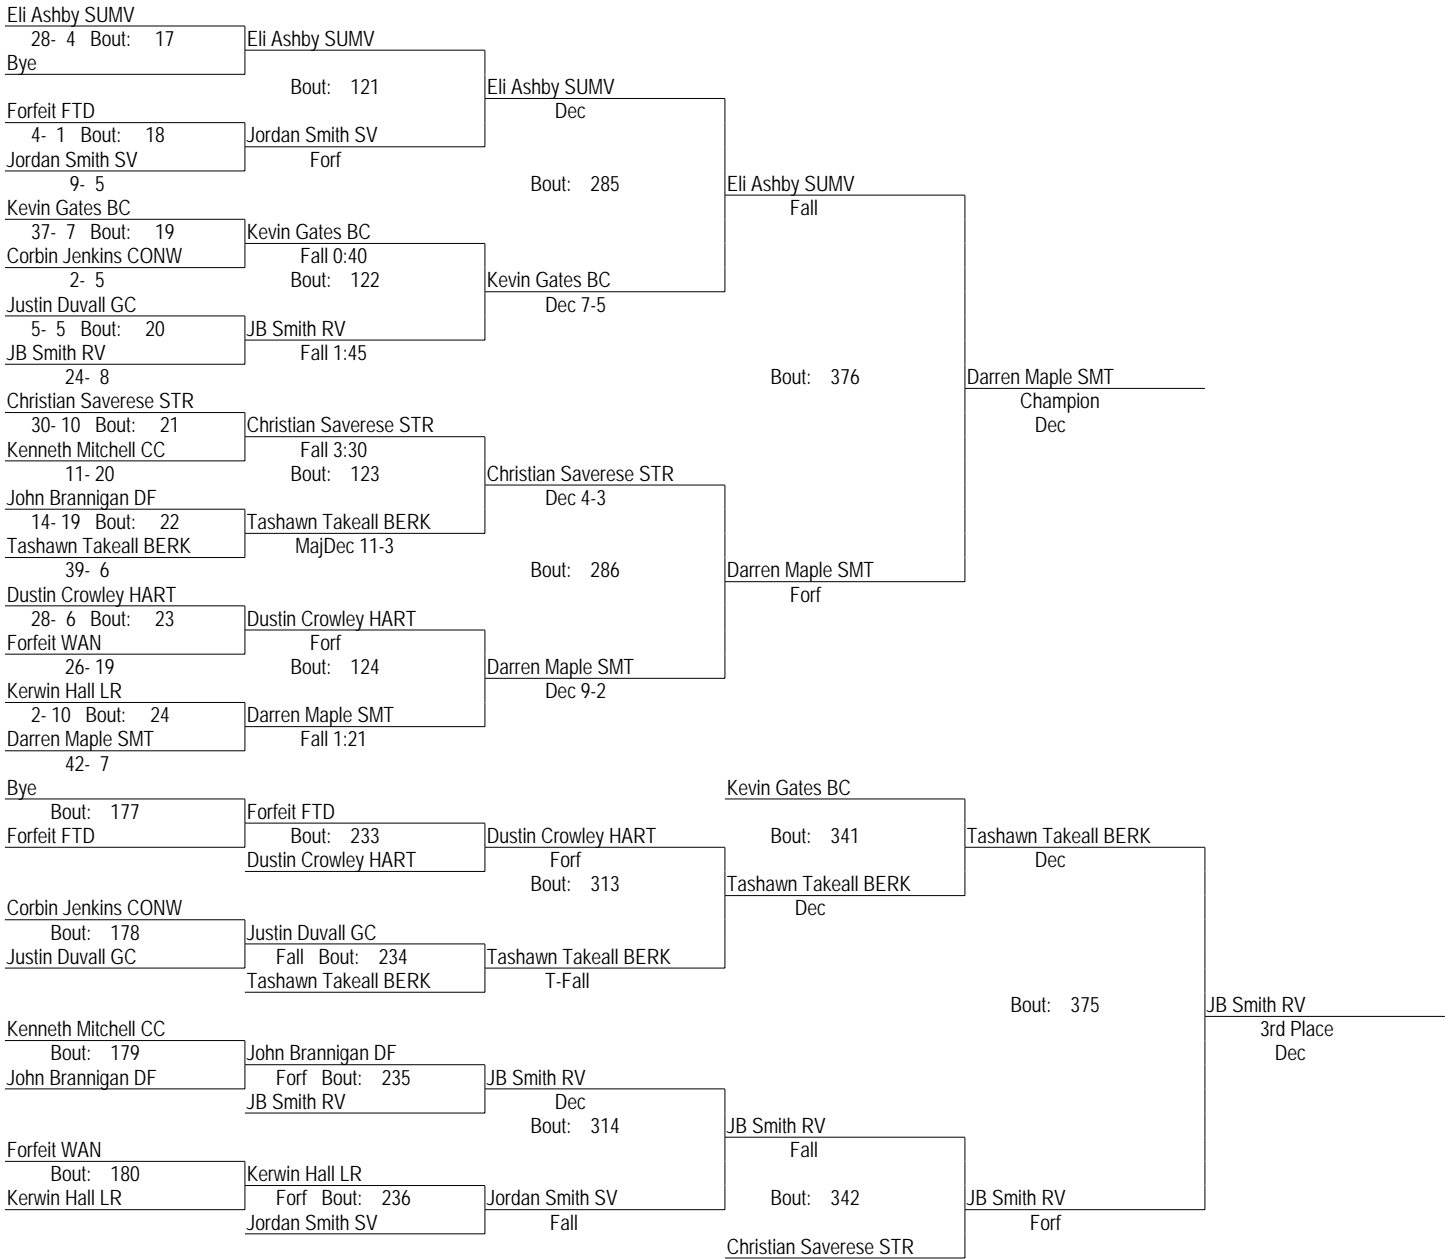 Eli Ashby SUMV
28- 4 Bout: 17 Eli Ashby SUMV
Bye
Bout: 121 Eli Ashby SUMV
Forfeit FTD Dec
4- 1 Bout: 18 Jordan Smith SV
Jordan Smith SV Forf
9- 5 Bout: 285 Eli Ashby SUMV
Kevin Gates BC Fall
37- 7 Bout: 19 Kevin Gates BC
Corbin Jenkins CONW Fall 0:40
2- 5 Bout: 122 Kevin Gates BC
Justin Duvall GC Dec 7-5
5- 5 Bout: 20 JB Smith RV
JB Smith RV Fall 1:45
24- 8 Bout: 376 Darren Maple SMT
Christian Saverese STR Champion
30- 10 Bout: 21 Christian Saverese STR Dec
Kenneth Mitchell CC Fall 3:30
11- 20 Bout: 123 Christian Saverese STR
John Brannigan DF Dec 4-3
14- 19 Bout: 22 Tashawn Takeall BERK
Tashawn Takeall BERK MajDec 11-3
39- 6 Bout: 286 Darren Maple SMT
Dustin Crowley HART Forf
28- 6 Bout: 23 Dustin Crowley HART
Forfeit WAN Forf
26- 19 Bout: 124 Darren Maple SMT
Kerwin Hall LR Dec 9-2
2- 10 Bout: 24 Darren Maple SMT
Darren Maple SMT Fall 1:21
42- 7
Bye Kevin Gates BC
Bout: 177 Forfeit FTD
Forfeit FTD Bout: 233 Dustin Crowley HART Bout: 341 Tashawn Takeall BERK
Dustin Crowley HART Forf Dec
Bout: 313 Tashawn Takeall BERK
Corbin Jenkins CONW Dec
Bout: 178 Justin Duvall GC
Justin Duvall GC Fall Bout: 234 Tashawn Takeall BERK
Tashawn Takeall BERK T-Fall
Bout: 375 JB Smith RV
Kenneth Mitchell CC 3rd Place
Bout: 179 John Brannigan DF Dec
John Brannigan DF Forf Bout: 235 JB Smith RV
JB Smith RV Dec
Bout: 314 JB Smith RV
Forfeit WAN Fall
Bout: 180 Kerwin Hall LR
Kerwin Hall LR Forf Bout: 236 Jordan Smith SV Bout: 342 JB Smith RV
Jordan Smith SV Fall Forf
Christian Saverese STR